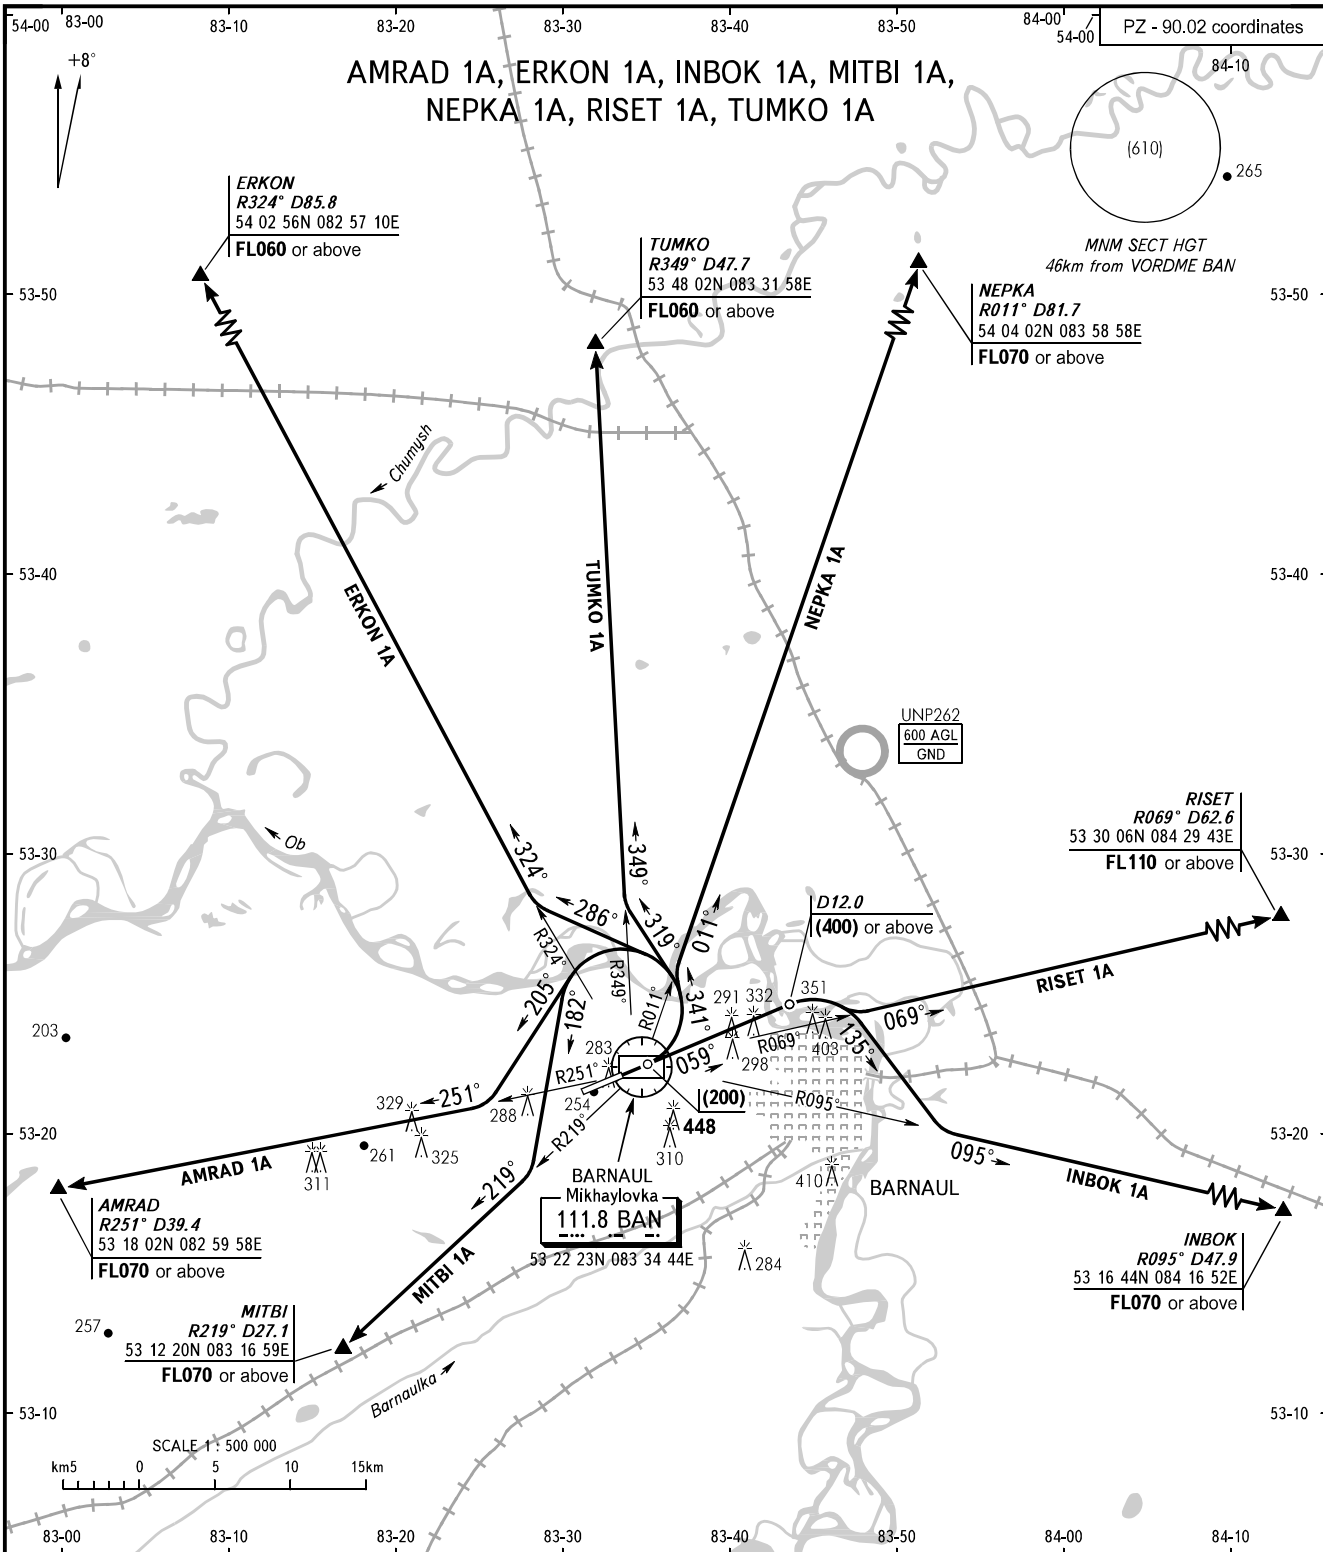 54-00 83-00
83-10
83-20
83-30
83-40
83-50
84-00
54-00
PZ - 90.02 coordinates
84-10
+8°
AMRAD 1A, ERKON 1A, INBOK 1A, MITBI 1A,
NEPKA 1A, RISET 1A, TUMKO 1A
(610)
265
MNM SECT HGT
46km from VORDME BAN
ERKON
R324° D85.8
54 02 56N 082 57 10E
FL060 or above
TUMKO
R349° D47.7
53 48 02N 083 31 58E
FL060 or above
NEPKA
R011° D81.7
54 04 02N 083 58 58E
FL070 or above
53-50
53-50
Chumysh
53-40
53-40
ERKON 1A
TUMKO 1A
NEPKA 1A
UNP262
600 AGL
GND
RISET
R069° D62.6
53 30 06N 084 29 43E
FL110 or above
Ob
53-30
53-30
324°
349°
286°
319°
011°
D12.0
(400) or above
R324°
R349°
R011°
205°
182°
341°
291
332
351
RISET 1A
069°
135°
203
283
059°
R069°
403
298
R251°
251°
329
288
254
(200)
448
R095°
R219°
53-20
53-20
261
325
310
311
AMRAD 1A
219°
410
BARNAUL
095°
INBOK 1A
BARNAUL
Mikhaylovka
111.8 BAN
53 22 23N 083 34 44E
284
AMRAD
R251° D39.4
53 18 02N 082 59 58E
FL070 or above
INBOK
R095° D47.9
53 16 44N 084 16 52E
FL070 or above
MITBI 1A
257
MITBI
R219° D27.1
53 12 20N 083 16 59E
FL070 or above
Barnaulka
53-10
53-10
SCALE 1 : 500 000
km5 0 5 10 15km
83-00
83-10
83-20
83-30
83-40
83-50
84-00
84-10